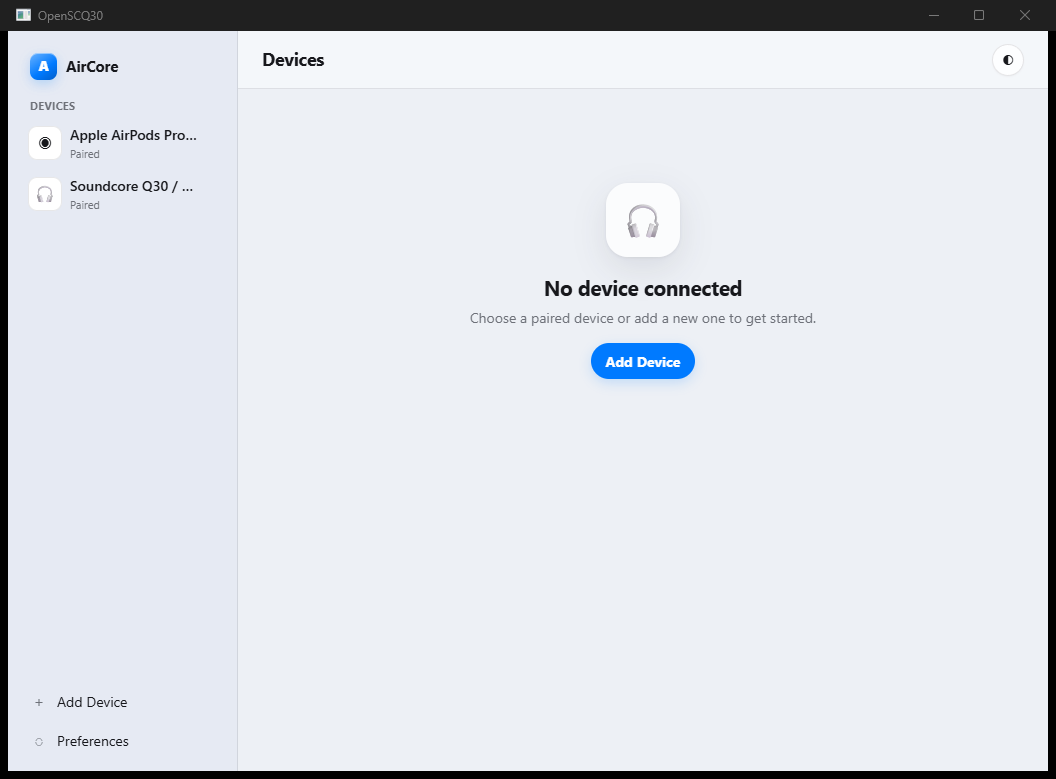 OpenSCQ30
A AirCore
DEVICES
Apple AirPods Pro...
Paired
Soundcore Q30 / ...
Paired
Add Device
Preferences
Devices
No device connected
Choose a paired device or add a new one to get started.
Add Device